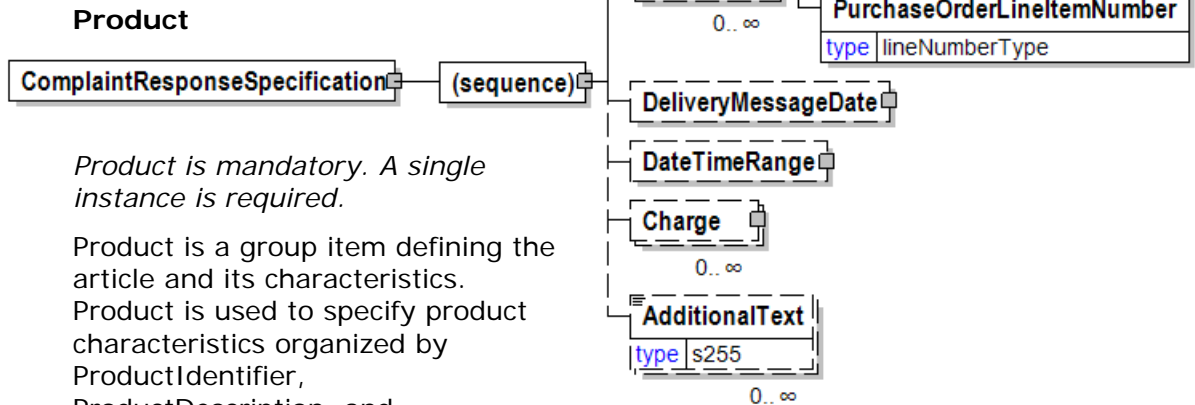 Product
0.. ∞
PurchaseOrderLineItemNumber
type lineNumberType
ComplaintResponseSpecification
(sequence)
DeliveryMessageDate
DateTimeRange
Charge
0.. ∞
AdditionalText
type s255
0.. ∞
Product is mandatory. A single
instance is required.
Product is a group item defining the
article and its characteristics.
Product is used to specify product
characteristics organized by
ProductIdentifier,
ProductDescription, and